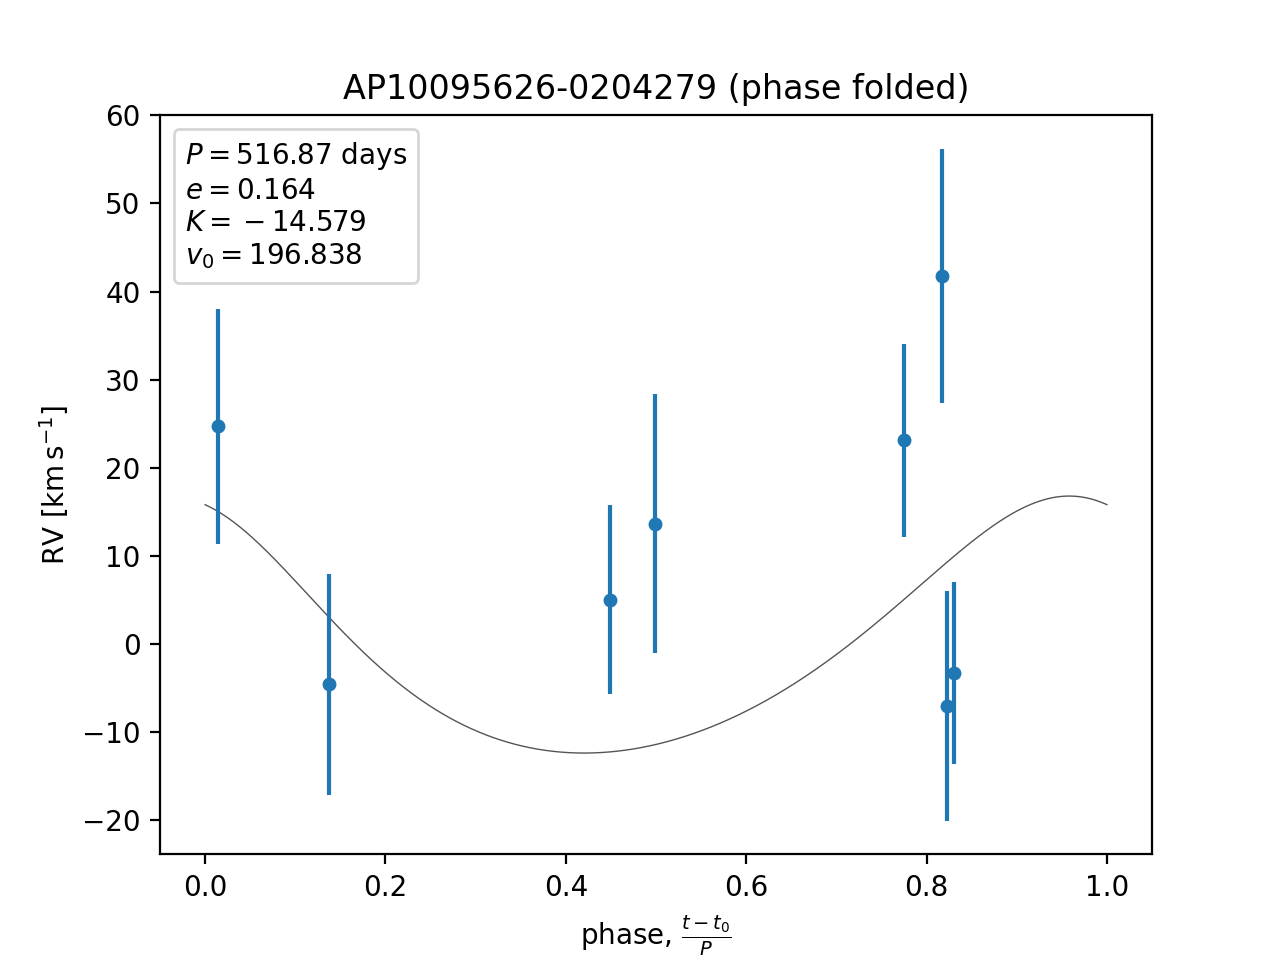 AP10095626-0204279 (phase folded)
P = 516.87 days
e = 0.164
K = −14.579
v₀ = 196.838
60
50
40
30
20
10
0
−10
−20
RV [km s⁻¹]
0.0 0.2 0.4 0.6 0.8 1.0
phase, (t − t₀)/P